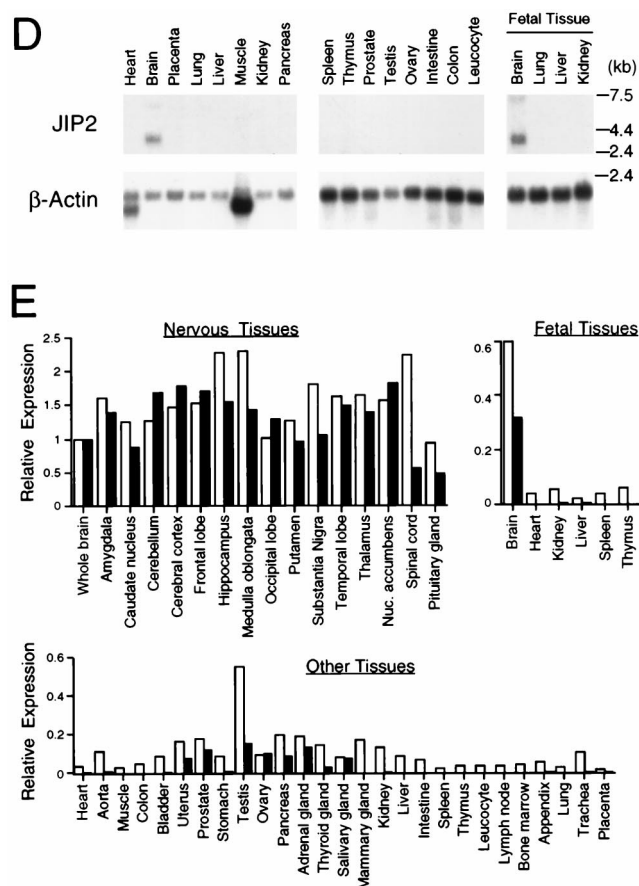 D
Heart Brain Placenta Lung Liver Muscle Kidney Pancreas
Spleen Thymus Prostate Testis Ovary Intestine Colon Leucocyte
Fetal Tissue
Brain Lung Liver Kidney
(kb)
JIP2
–7.5
–4.4
–2.4
–2.4
β-Actin
E
Nervous Tissues
Relative Expression
2.5
2
1.5
1
0.5
0
Whole brain
Amygdala
Caudate nucleus
Cerebellum
Cerebral cortex
Frontal lobe
Hippocampus
Medulla oblongata
Occipital lobe
Putamen
Substantia Nigra
Temporal lobe
Thalamus
Nuc. accumbens
Spinal cord
Pituitary gland
Fetal Tissues
0.6
0.4
0.2
0
Brain
Heart
Kidney
Liver
Spleen
Thymus
Other Tissues
Relative Expression
0.6
0.4
0.2
0
Heart
Aorta
Muscle
Colon
Bladder
Uterus
Prostate
Stomach
Testis
Ovary
Pancreas
Adrenal gland
Thyroid gland
Salivary gland
Mammary gland
Kidney
Liver
Intestine
Spleen
Thymus
Leucocyte
Lymph node
Bone marrow
Appendix
Lung
Trachea
Placenta